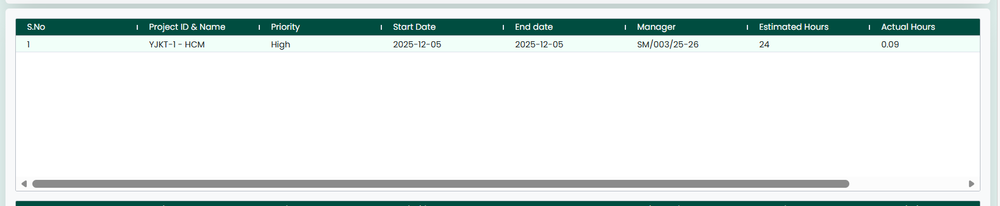 S.No Project ID & Name Priority Start Date End date Manager Estimated Hours Actual Hours
1 YJKT-1 - HCM High 2025-12-05 2025-12-05 SM/003/25-26 24 0.09